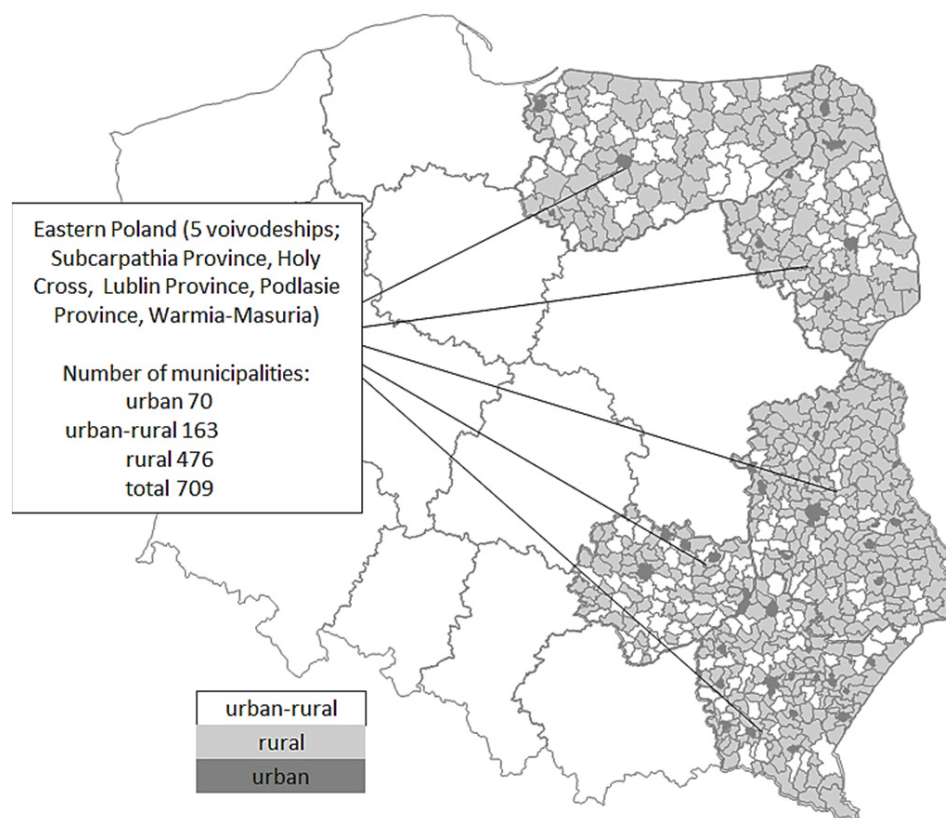 Eastern Poland (5 voivodeships;
Subcarpathia Province, Holy
Cross, Lublin Province, Podlasie
Province, Warmia-Masuria)
Number of municipalities:
urban 70
urban-rural 163
rural 476
total 709
urban-rural
rural
urban